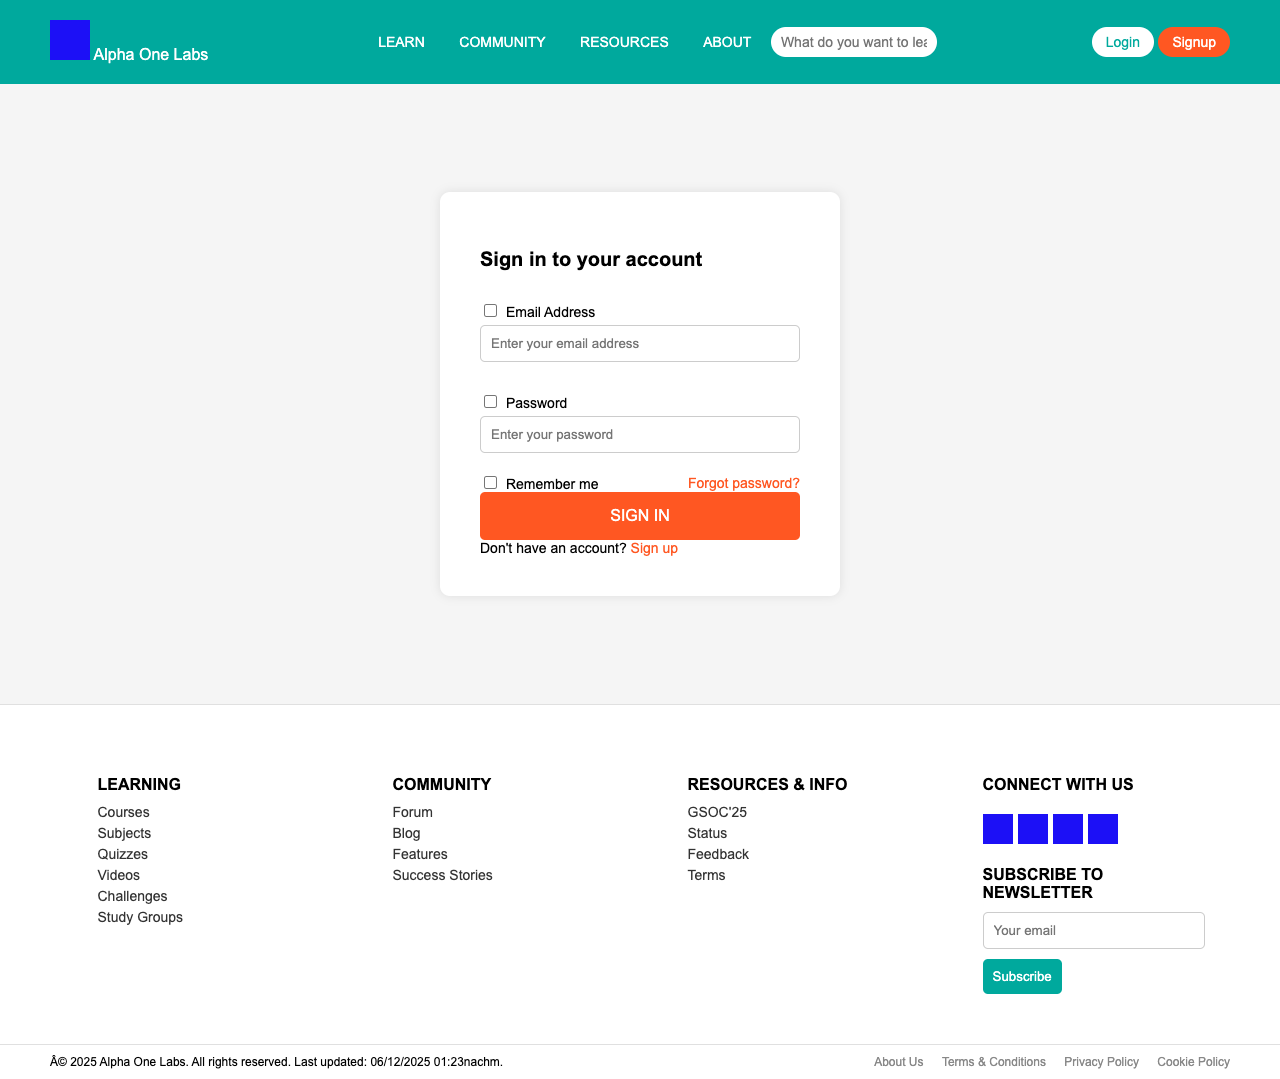 Alpha One Labs
LEARN COMMUNITY RESOURCES ABOUT What do you want to lea Login Signup
Sign in to your account
Email Address
Enter your email address
Password
Enter your password
Remember me Forgot password?
SIGN IN
Don't have an account? Sign up
LEARNING
Courses
Subjects
Quizzes
Videos
Challenges
Study Groups
COMMUNITY
Forum
Blog
Features
Success Stories
RESOURCES & INFO
GSOC'25
Status
Feedback
Terms
CONNECT WITH US
SUBSCRIBE TO
NEWSLETTER
Your email
Subscribe
Â© 2025 Alpha One Labs. All rights reserved. Last updated: 06/12/2025 01:23nachm.
About Us Terms & Conditions Privacy Policy Cookie Policy